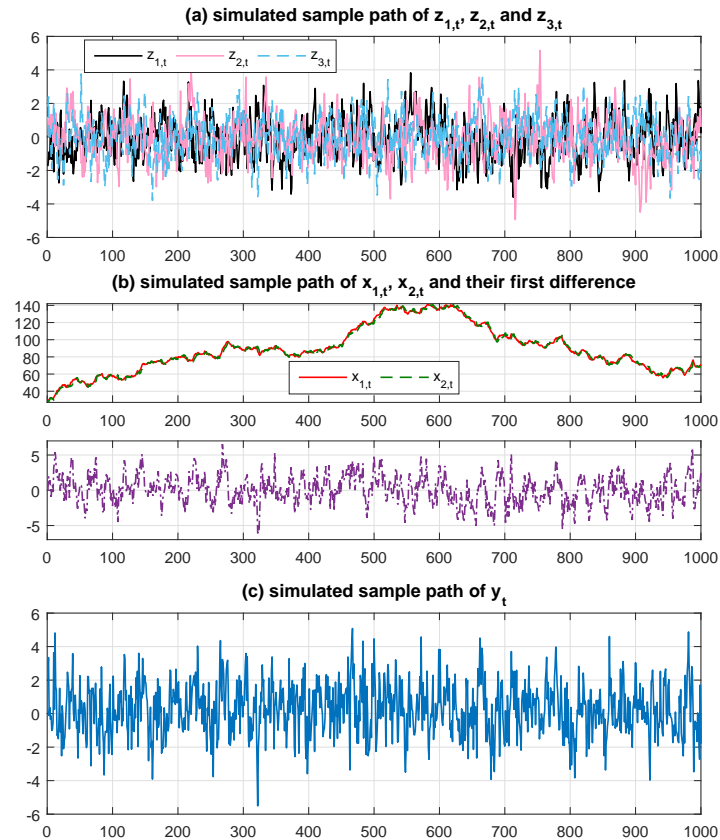 (a) simulated sample path of z1,t, z2,t and z3,t
6
z1,t z2,t z3,t
4
2
0
-2
-4
-6
0 100 200 300 400 500 600 700 800 900 1000
(b) simulated sample path of x1,t, x2,t and their first difference
140
120
100
80
60
40
x1,t x2,t
0 100 200 300 400 500 600 700 800 900 1000
5
0
-5
0 100 200 300 400 500 600 700 800 900 1000
(c) simulated sample path of yt
6
4
2
0
-2
-4
-6
0 100 200 300 400 500 600 700 800 900 1000